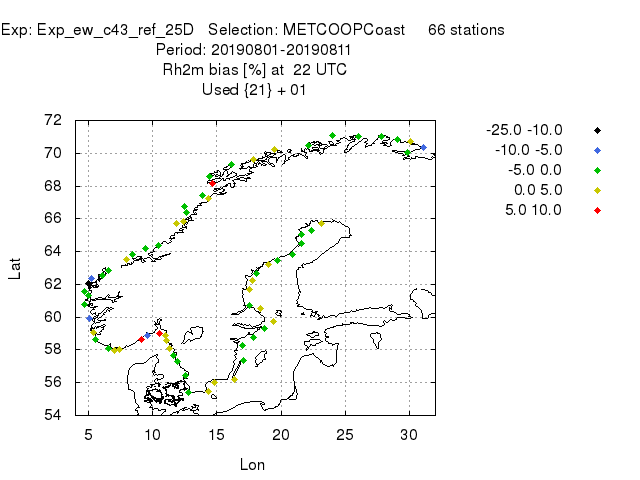 Exp: Exp_ew_c43_ref_25D Selection: METCOOPCoast 66 stations
Period: 20190801-20190811
Rh2m bias [%] at 22 UTC
Used {21} + 01
-25.0 -10.0
-10.0 -5.0
-5.0 0.0
0.0 5.0
5.0 10.0
72
70
68
66
64
62
60
58
56
54
Lat
5 10 15 20 25 30
Lon